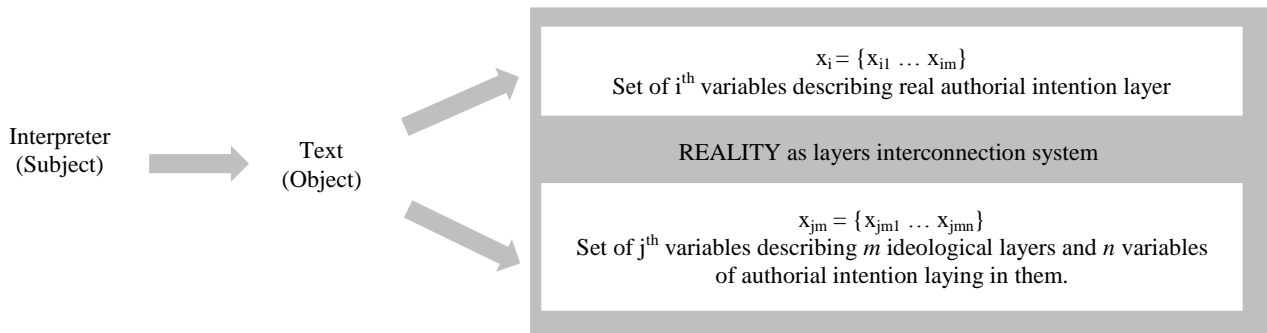 Interpreter
(Subject)
Text
(Object)
xᵢ = {xᵢ₁ … xᵢₘ}
Set of iᵗʰ variables describing real authorial intention layer
REALITY as layers interconnection system
xⱼₘ = {xⱼₘ₁ … xⱼₘₙ}
Set of jᵗʰ variables describing m ideological layers and n variables
of authorial intention laying in them.